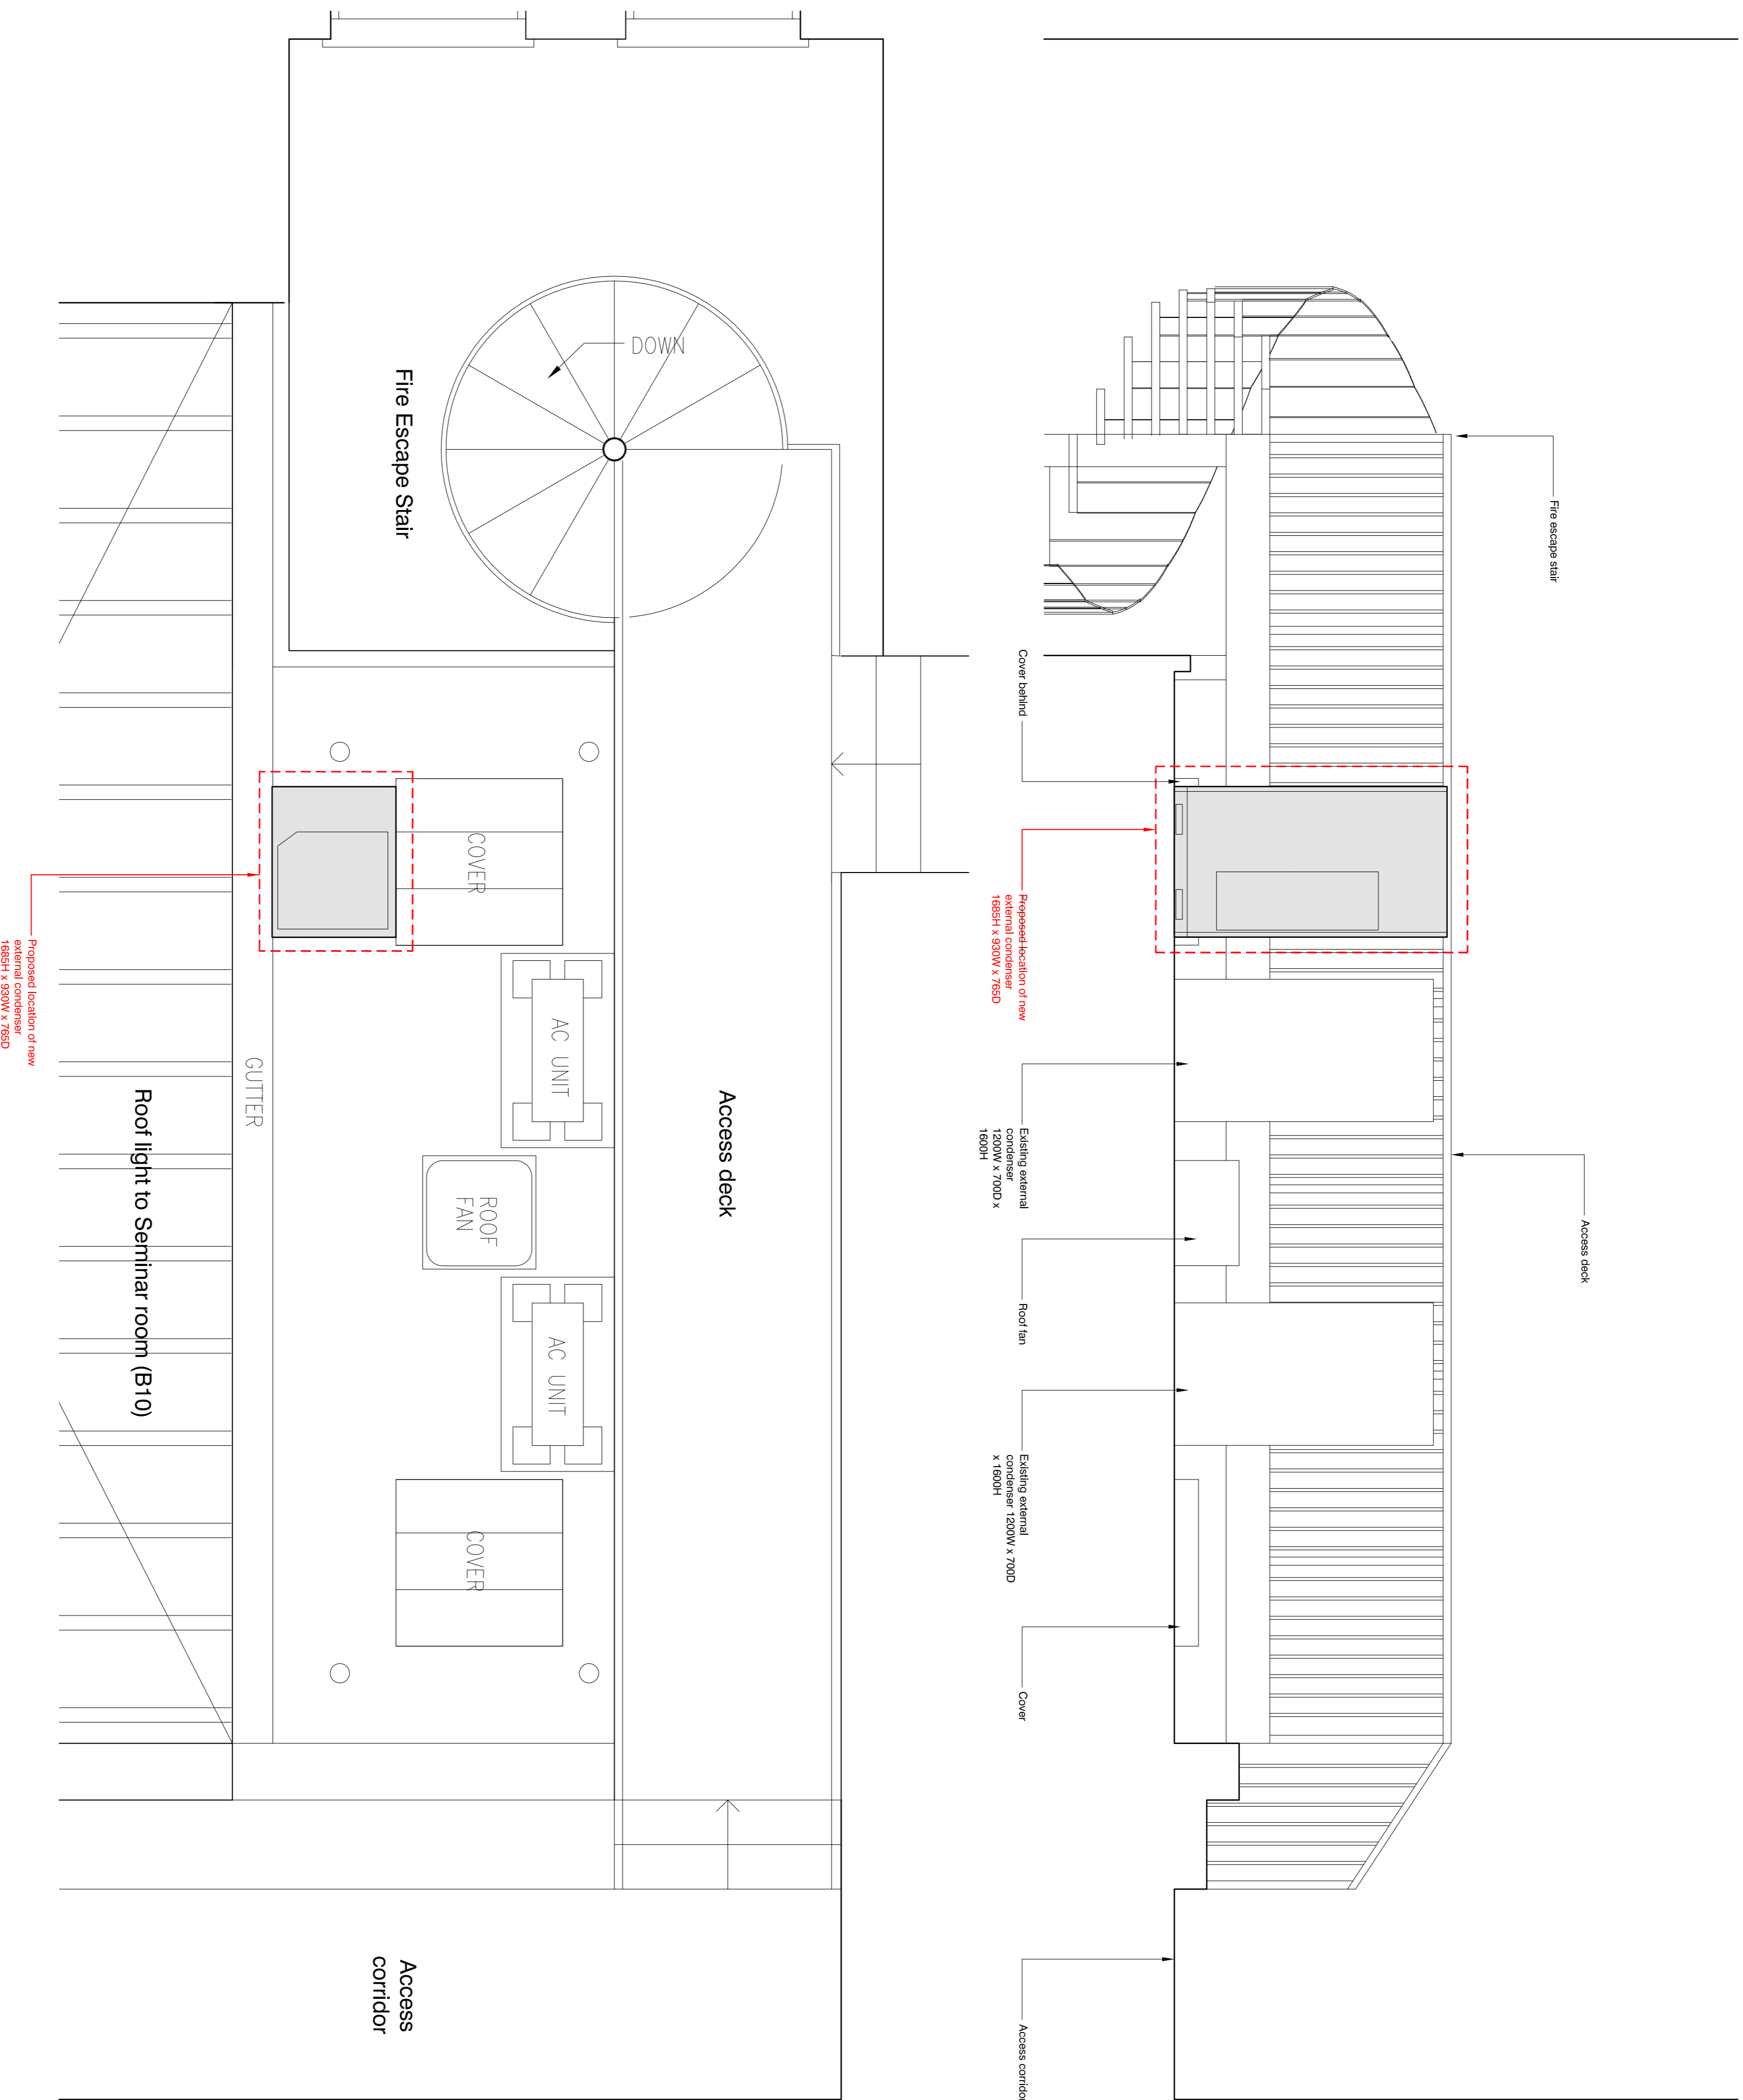 Fire escape stair
Access deck
Cover behind
Proposed location of new
external condenser
1685H x 930W x 765D
Existing external
condenser
1200W x 700D x
1600H
Roof fan
Existing external
condenser 1200W x 700D
x 1600H
Cover
Access corridor
Access deck
DOWN
Fire Escape Stair
COVER
AC UNIT
ROOF
FAN
AC UNIT
COVER
Access
corridor
GUTTER
Roof light to Seminar room (B10)
Proposed location of new
external condenser
1685H x 930W x 765D